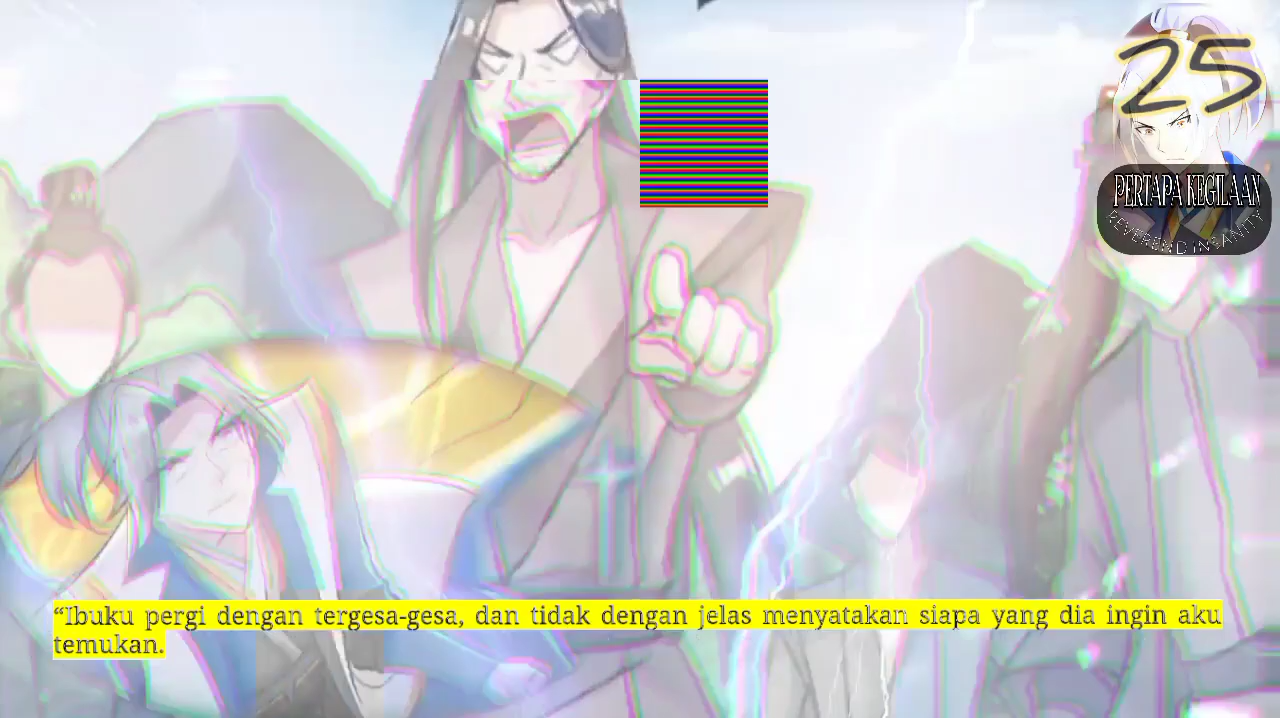 25
PERTAPA KEGILAAN
REVEREND INSANITY
“Ibuku pergi dengan tergesa-gesa, dan tidak dengan jelas menyatakan siapa yang dia ingin aku
temukan.